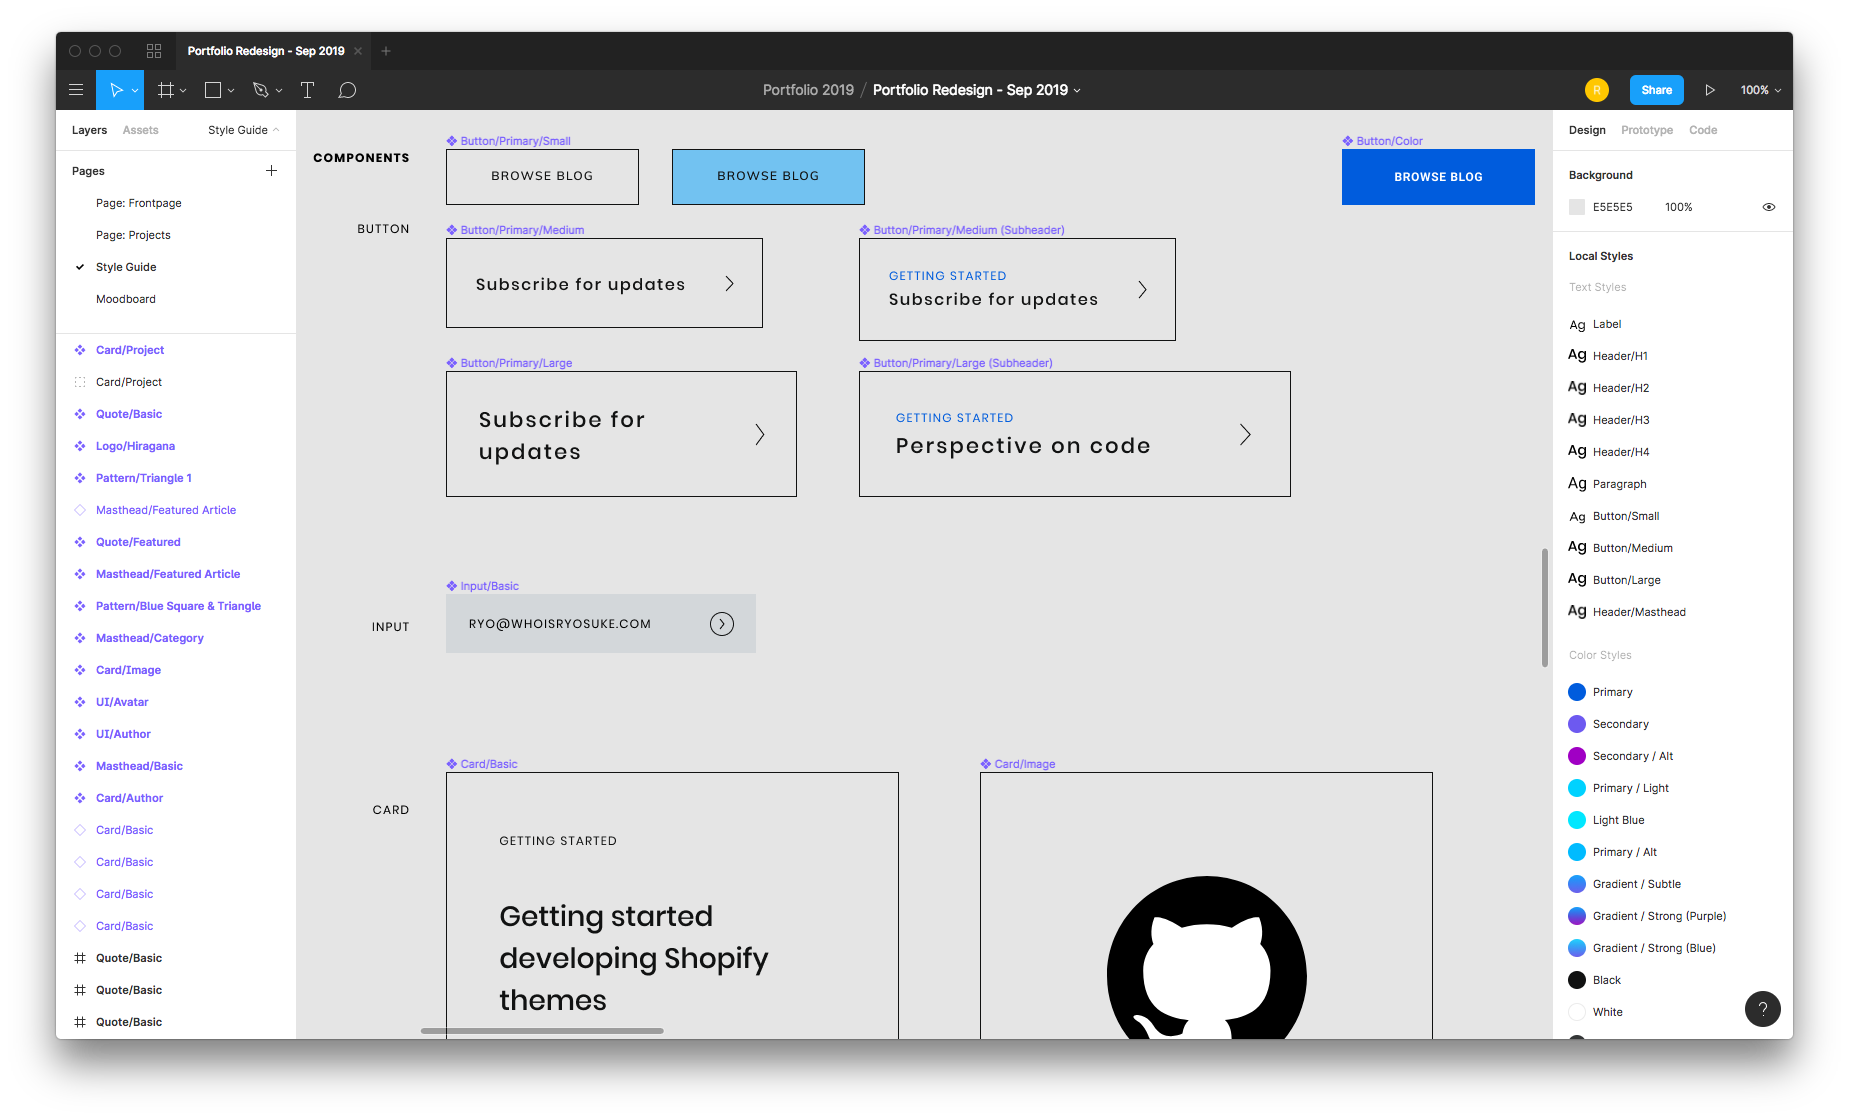 Portfolio Redesign - Sep 2019
Portfolio 2019 / Portfolio Redesign - Sep 2019
R
Share
100%
Layers
Assets
Style Guide
Pages
Page: Frontpage
Page: Projects
Style Guide
Moodboard
Card/Project
Card/Project
Quote/Basic
Logo/Hiragana
Pattern/Triangle 1
Masthead/Featured Article
Quote/Featured
Masthead/Featured Article
Pattern/Blue Square & Triangle
Masthead/Category
Card/Image
UI/Avatar
UI/Author
Masthead/Basic
Card/Author
Card/Basic
Card/Basic
Card/Basic
Card/Basic
Quote/Basic
Quote/Basic
Quote/Basic
COMPONENTS
Button/Primary/Small
BROWSE BLOG
BROWSE BLOG
Button/Color
BROWSE BLOG
BUTTON
Button/Primary/Medium
Subscribe for updates
Button/Primary/Medium (Subheader)
GETTING STARTED
Subscribe for updates
Button/Primary/Large
Subscribe for
updates
Button/Primary/Large (Subheader)
GETTING STARTED
Perspective on code
INPUT
Input/Basic
RYO@WHOISRYOSUKE.COM
CARD
Card/Basic
GETTING STARTED
Getting started
developing Shopify
themes
Card/Image
Design
Prototype
Code
Background
E5E5E5
100%
Local Styles
Text Styles
Ag Label
Ag Header/H1
Ag Header/H2
Ag Header/H3
Ag Header/H4
Ag Paragraph
Ag Button/Small
Ag Button/Medium
Ag Button/Large
Ag Header/Masthead
Color Styles
Primary
Secondary
Secondary / Alt
Primary / Light
Light Blue
Primary / Alt
Gradient / Subtle
Gradient / Strong (Purple)
Gradient / Strong (Blue)
Black
White
?